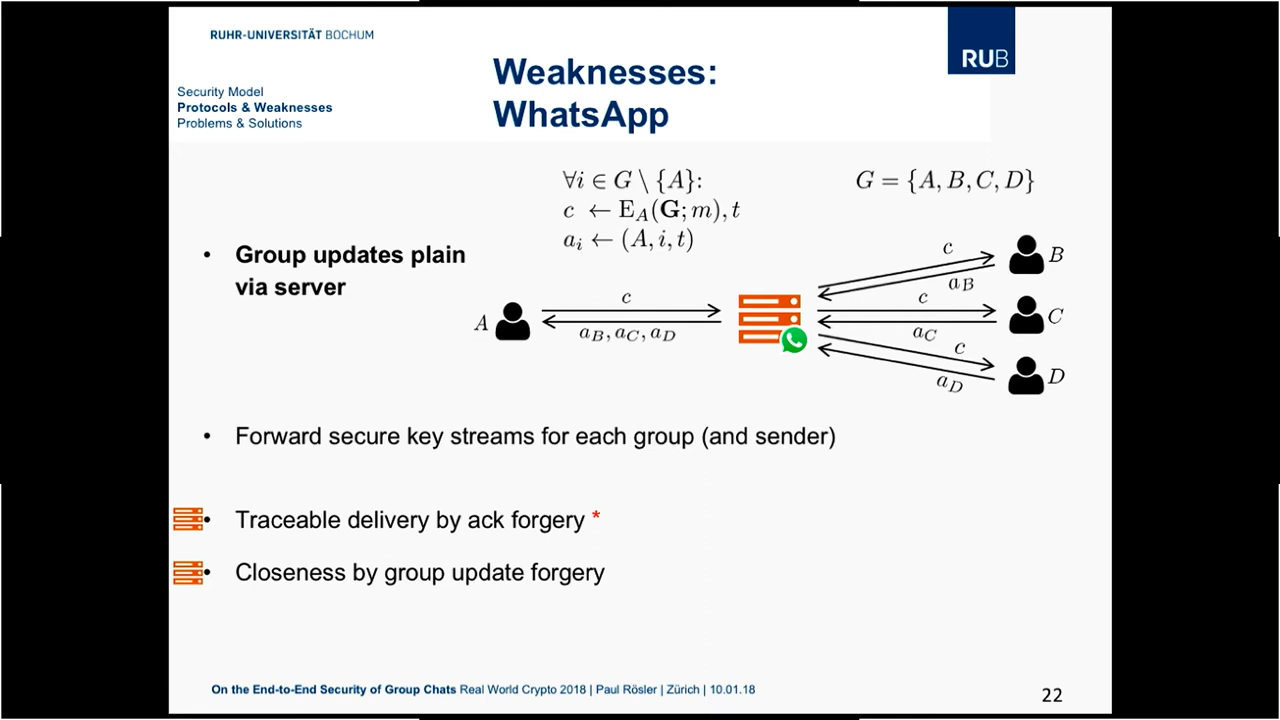 RUHR-UNIVERSITÄT BOCHUM
RUB
Weaknesses:
WhatsApp
Security Model
Protocols & Weaknesses
Problems & Solutions
∀i ∈ G \ {A}:
c ← E_A(G; m), t
a_i ← (A, i, t)
G = {A, B, C, D}
• Group updates plain
via server
A
c
a_B, a_C, a_D
c
a_B
B
c
a_C
C
c
a_D
D
• Forward secure key streams for each group (and sender)
• Traceable delivery by ack forgery *
• Closeness by group update forgery
On the End-to-End Security of Group Chats Real World Crypto 2018 | Paul Rösler | Zürich | 10.01.18
22